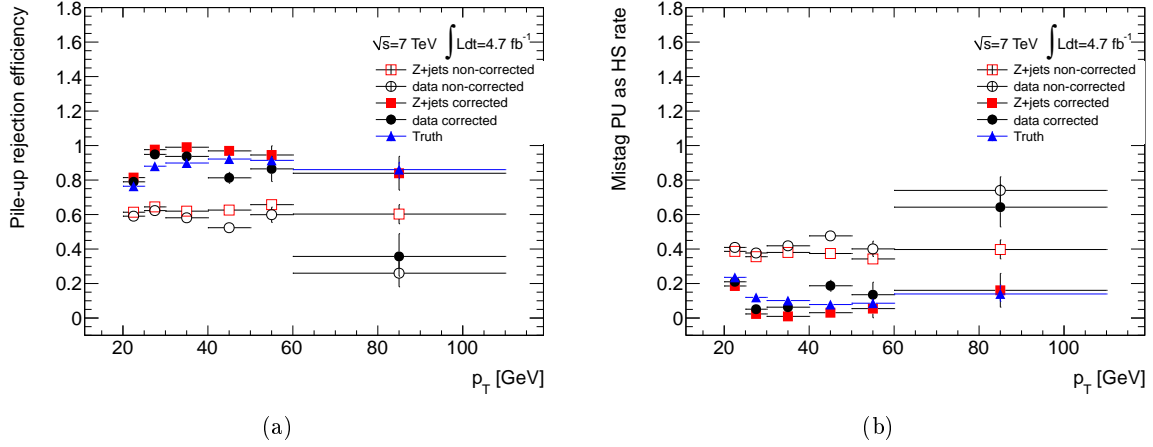 Pile-up rejection efficiency
1.8
1.6
1.4
1.2
1
0.8
0.6
0.4
0.2
0
√s=7 TeV ∫ Ldt=4.7 fb⁻¹
Z+jets non-corrected
data non-corrected
Z+jets corrected
data corrected
Truth
20 40 60 80 100
p_T [GeV]
(a)
Mistag PU as HS rate
1.8
1.6
1.4
1.2
1
0.8
0.6
0.4
0.2
0
√s=7 TeV ∫ Ldt=4.7 fb⁻¹
Z+jets non-corrected
data non-corrected
Z+jets corrected
data corrected
Truth
20 40 60 80 100
p_T [GeV]
(b)